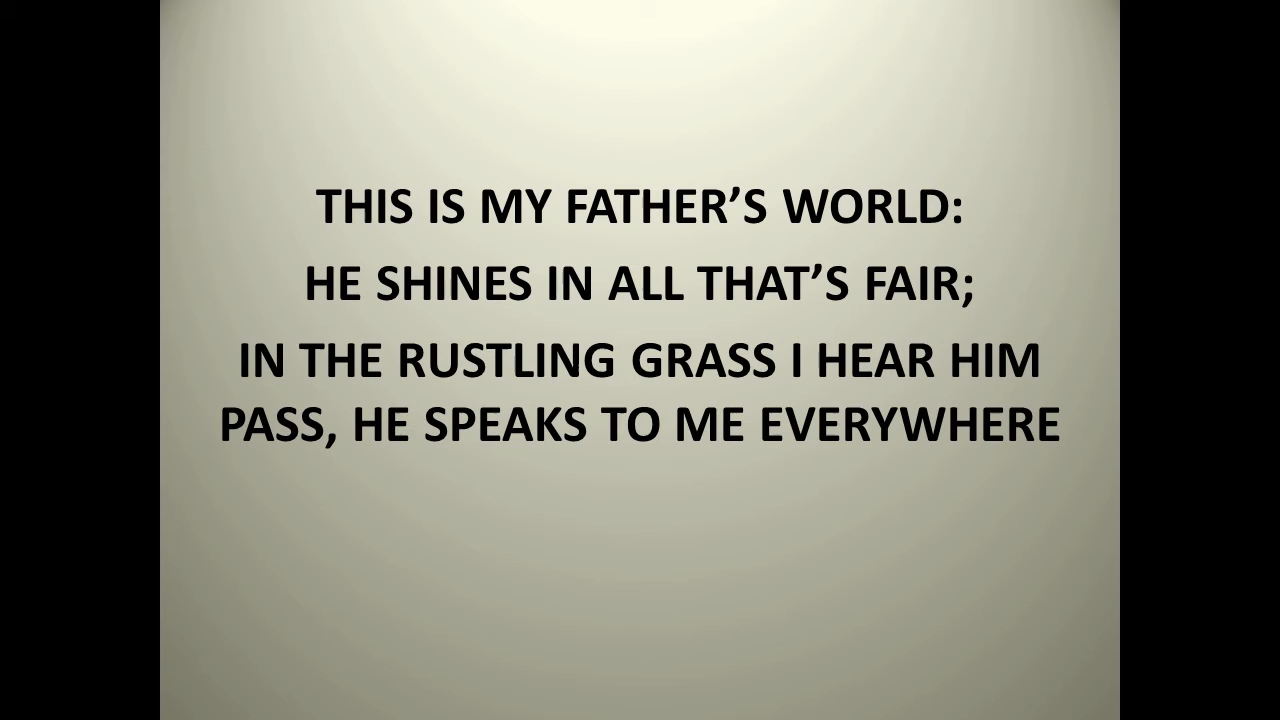 THIS IS MY FATHER’S WORLD:
HE SHINES IN ALL THAT’S FAIR;
IN THE RUSTLING GRASS I HEAR HIM
PASS, HE SPEAKS TO ME EVERYWHERE